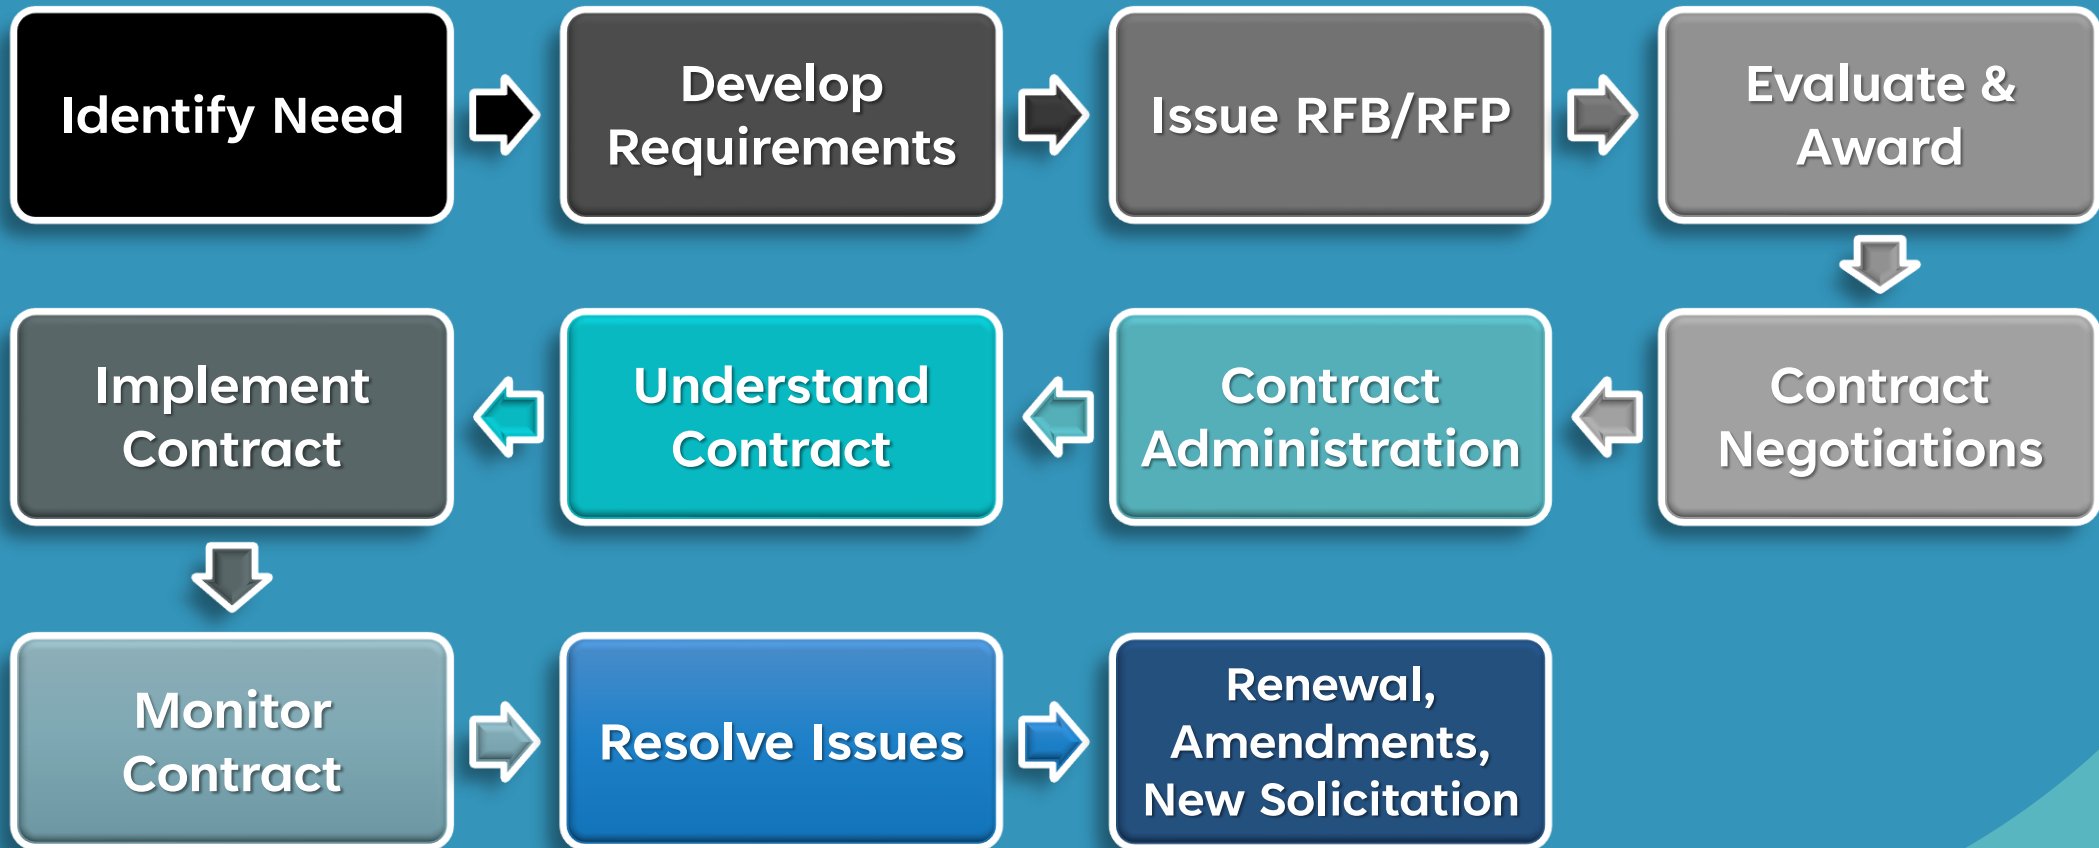 Identify Need
Develop
Requirements
Issue RFB/RFP
Evaluate &
Award
Contract
Negotiations
Contract
Administration
Understand
Contract
Implement
Contract
Monitor
Contract
Resolve Issues
Renewal,
Amendments,
New Solicitation